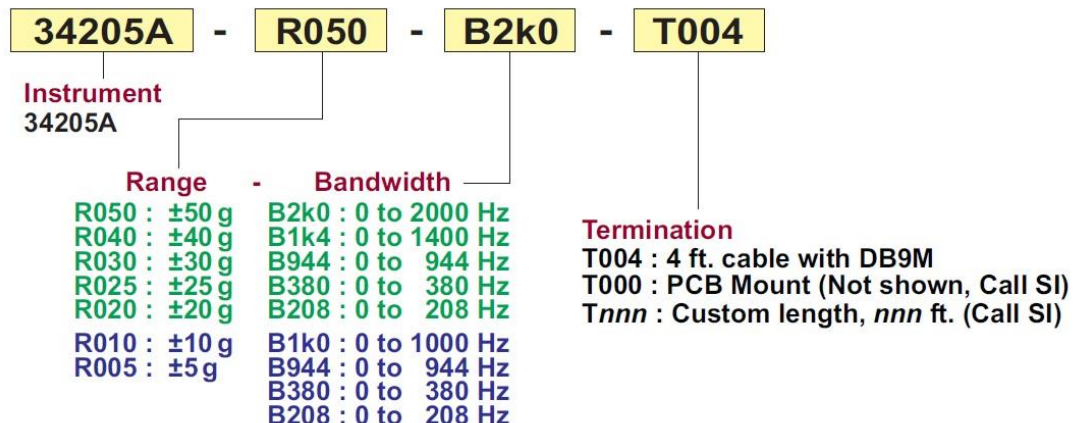 34205A - R050 - B2k0 - T004
Instrument
34205A
Range - Bandwidth
R050 : ±50 g B2k0 : 0 to 2000 Hz
R040 : ±40 g B1k4 : 0 to 1400 Hz
R030 : ±30 g B944 : 0 to 944 Hz
R025 : ±25 g B380 : 0 to 380 Hz
R020 : ±20 g B208 : 0 to 208 Hz
R010 : ±10 g B1k0 : 0 to 1000 Hz
R005 : ±5 g B944 : 0 to 944 Hz
B380 : 0 to 380 Hz
B208 : 0 to 208 Hz
Termination
T004 : 4 ft. cable with DB9M
T000 : PCB Mount (Not shown, Call SI)
Tnnn : Custom length, nnn ft. (Call SI)